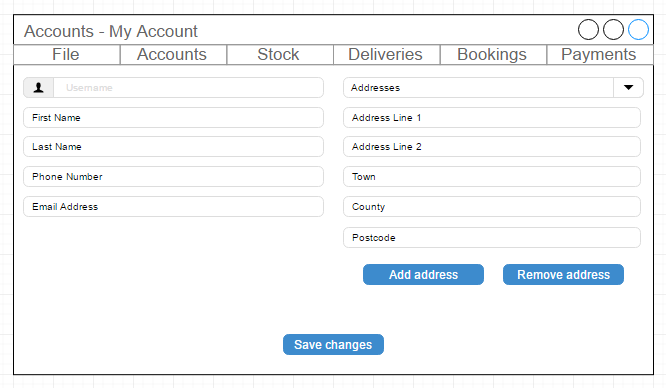 Accounts - My Account
File Accounts Stock Deliveries Bookings Payments
Username
First Name
Last Name
Phone Number
Email Address
Addresses
Address Line 1
Address Line 2
Town
County
Postcode
Add address Remove address
Save changes